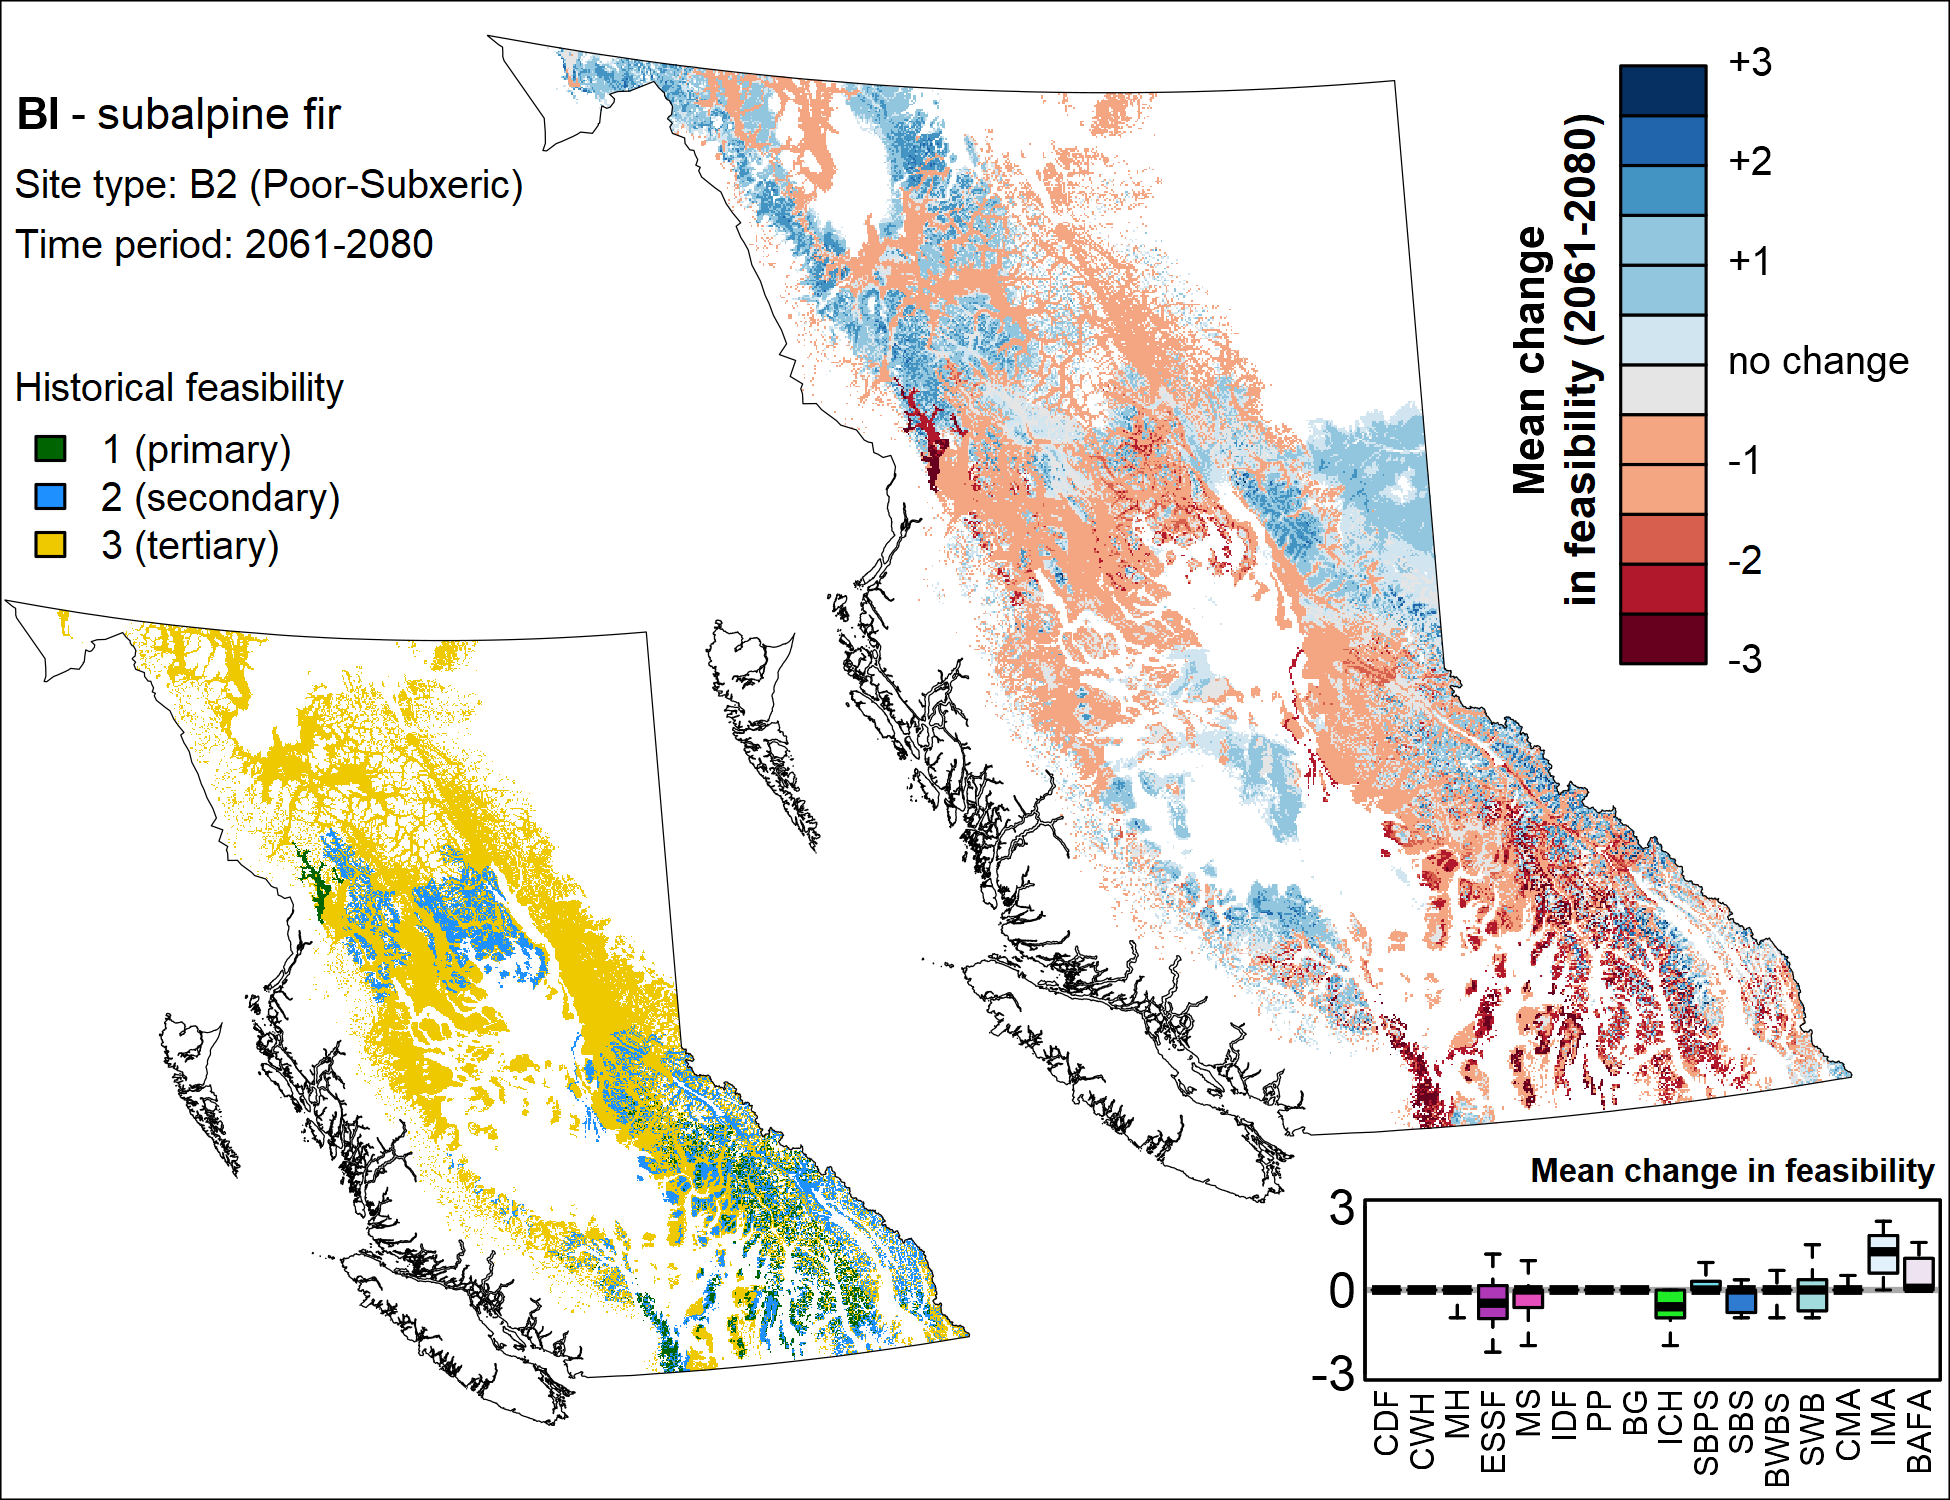 Bl - subalpine fir
Site type: B2 (Poor-Subxeric)
Time period: 2061-2080
Historical feasibility
1 (primary)
2 (secondary)
3 (tertiary)
Mean change
in feasibility (2061-2080)
+3
+2
+1
no change
-1
-2
-3
Mean change in feasibility
3
0
-3
CDF
CWH
MH
ESSF
MS
IDF
PP
BG
ICH
SBPS
SBS
BWBS
SWB
CMA
IMA
BAFA